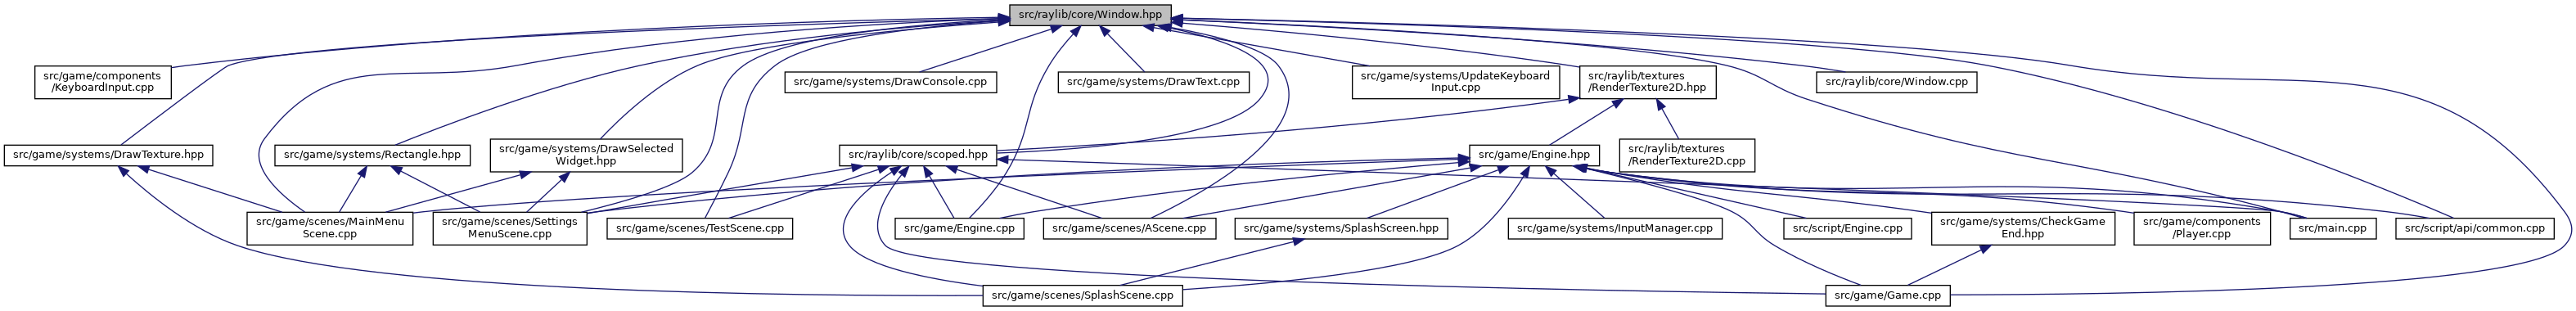 src/raylib/core/Window.hpp
src/game/components
/KeyboardInput.cpp
src/game/systems/DrawConsole.cpp
src/game/systems/DrawText.cpp
src/game/systems/UpdateKeyboard
Input.cpp
src/raylib/textures
/RenderTexture2D.hpp
src/raylib/core/Window.cpp
src/game/systems/DrawTexture.hpp
src/game/systems/Rectangle.hpp
src/game/systems/DrawSelected
Widget.hpp
src/raylib/core/scoped.hpp
src/game/Engine.hpp
src/raylib/textures
/RenderTexture2D.cpp
src/game/scenes/MainMenu
Scene.cpp
src/game/scenes/Settings
MenuScene.cpp
src/game/scenes/TestScene.cpp
src/game/Engine.cpp
src/game/scenes/AScene.cpp
src/game/systems/SplashScreen.hpp
src/game/systems/InputManager.cpp
src/script/Engine.cpp
src/game/systems/CheckGame
End.hpp
src/game/components
/Player.cpp
src/main.cpp
src/script/api/common.cpp
src/game/scenes/SplashScene.cpp
src/game/Game.cpp